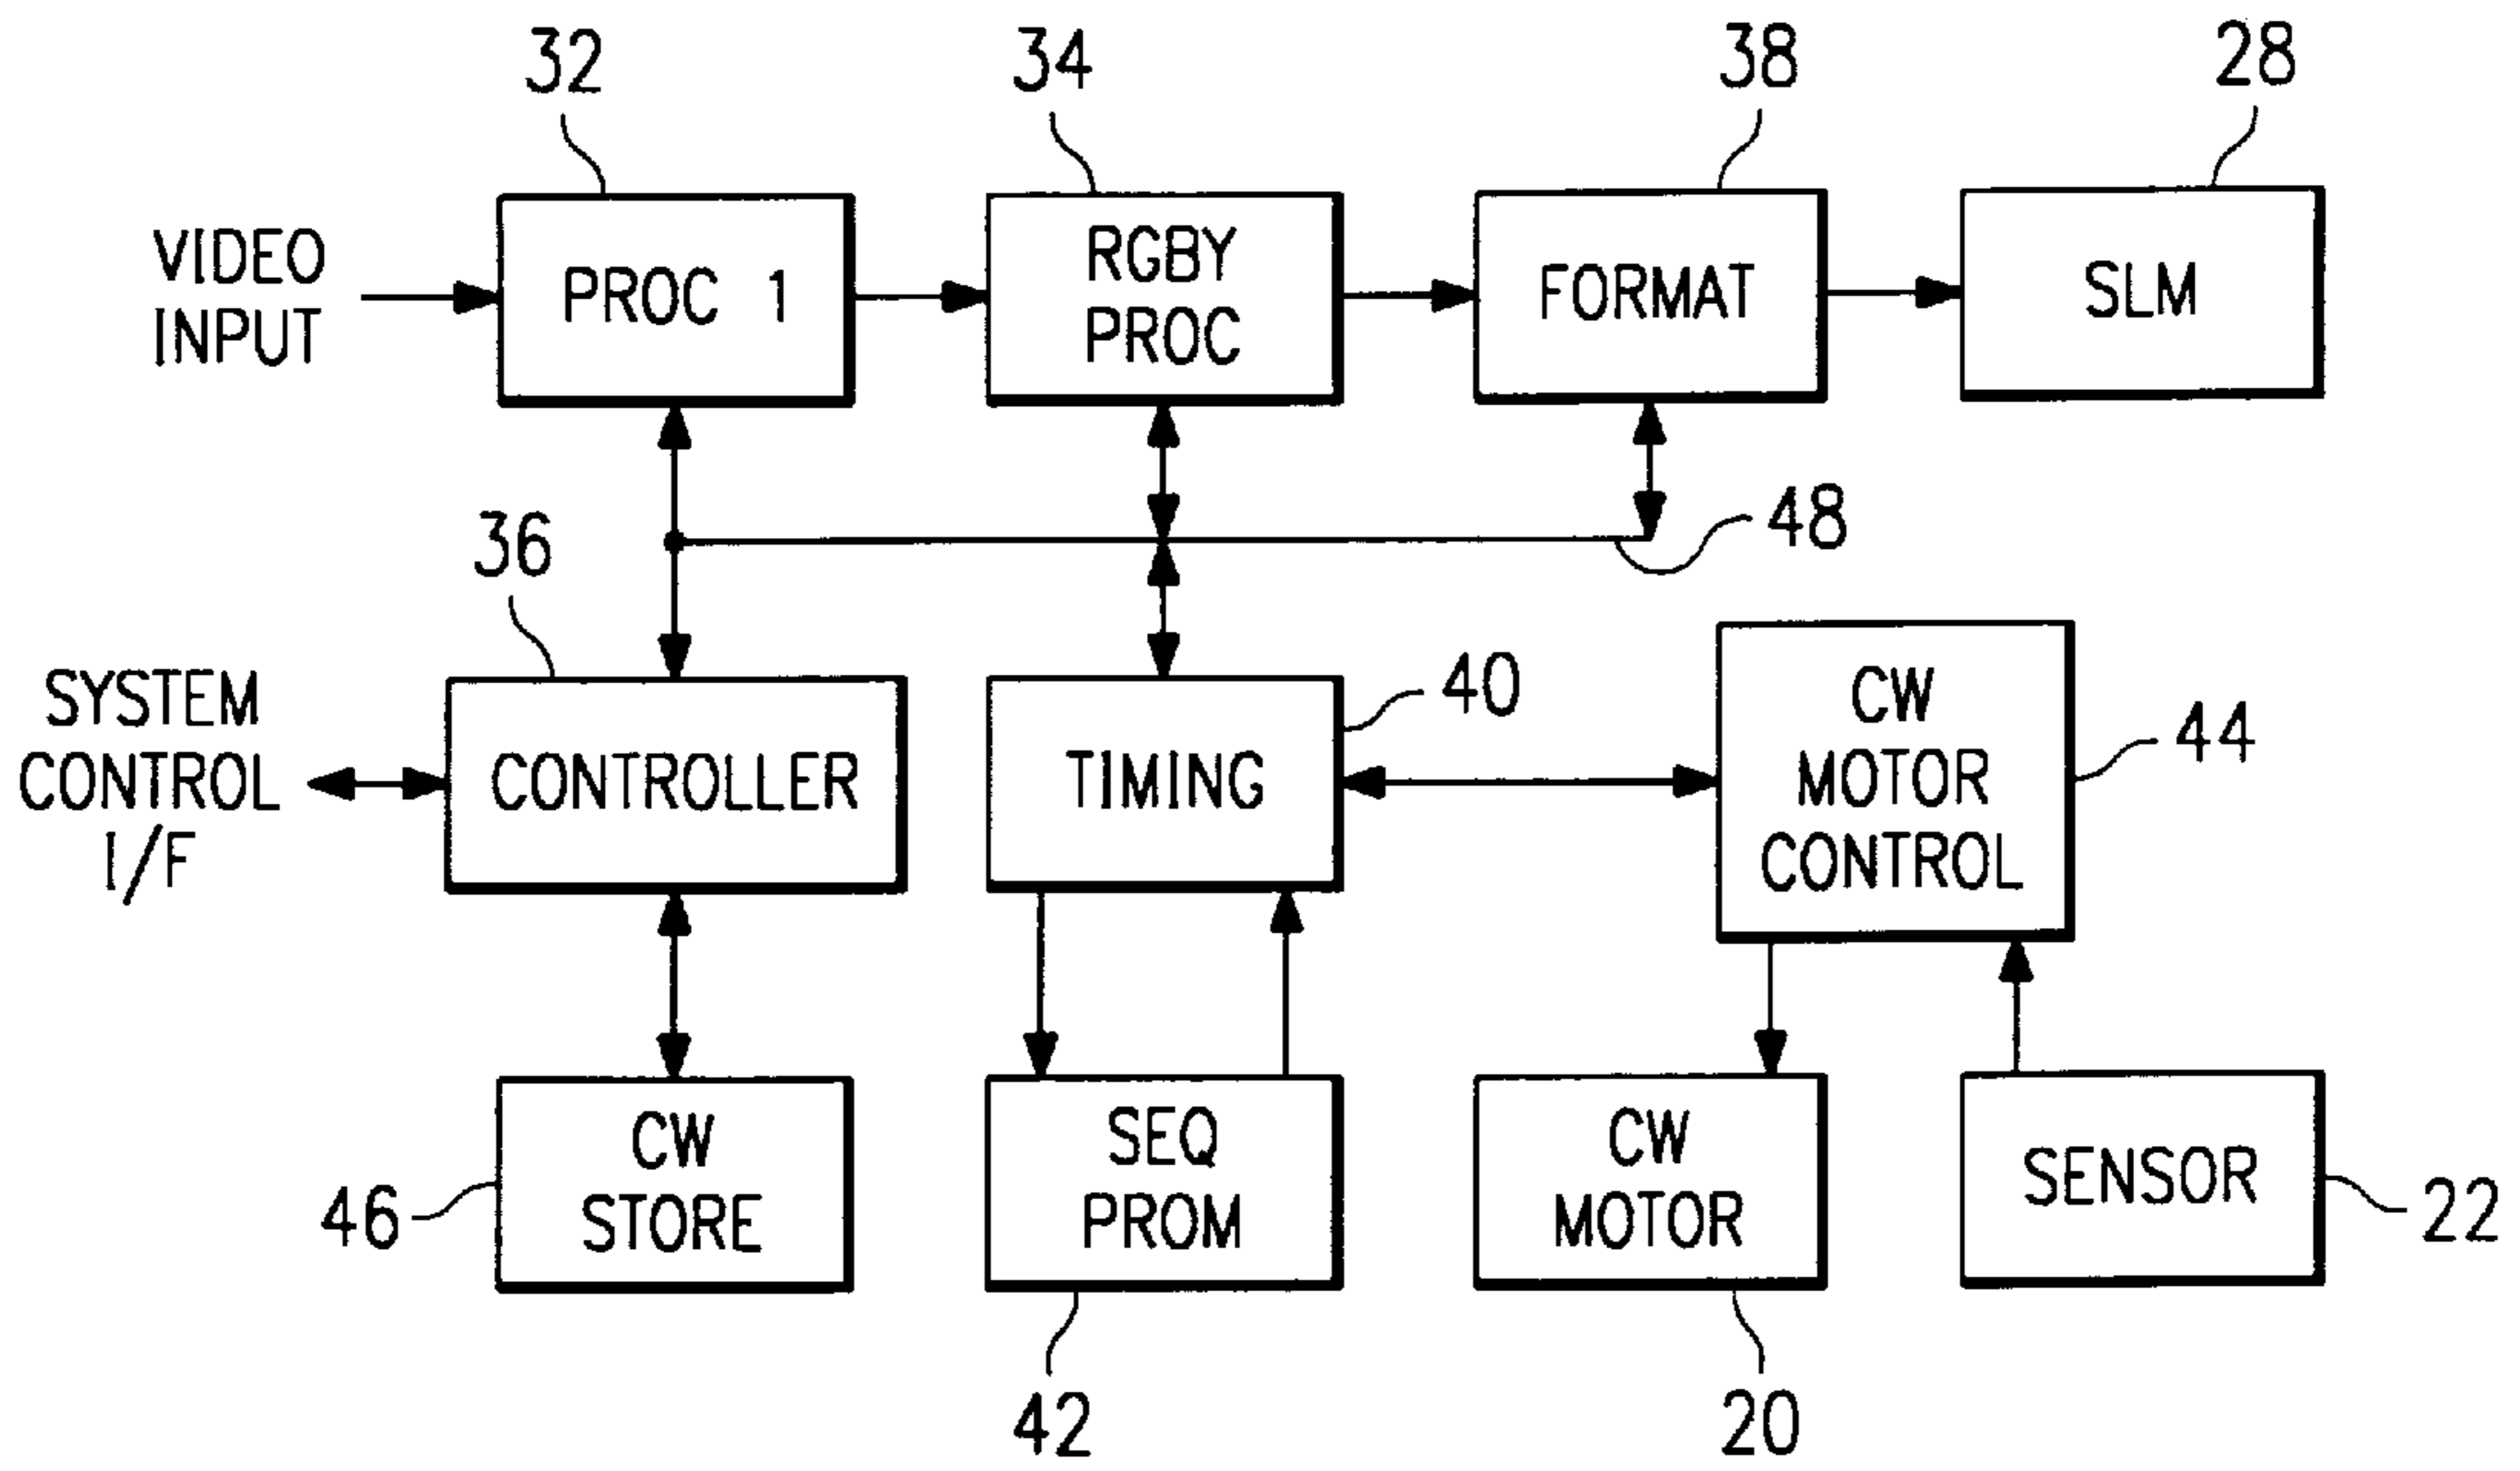 32
34
38
28
VIDEO
INPUT
PROC 1
RGBY
PROC
FORMAT
SLM
36
48
SYSTEM
CONTROL
I/F
CONTROLLER
TIMING
40
CW
MOTOR
CONTROL
44
46
CW
STORE
SEQ
PROM
CW
MOTOR
SENSOR
22
42
20